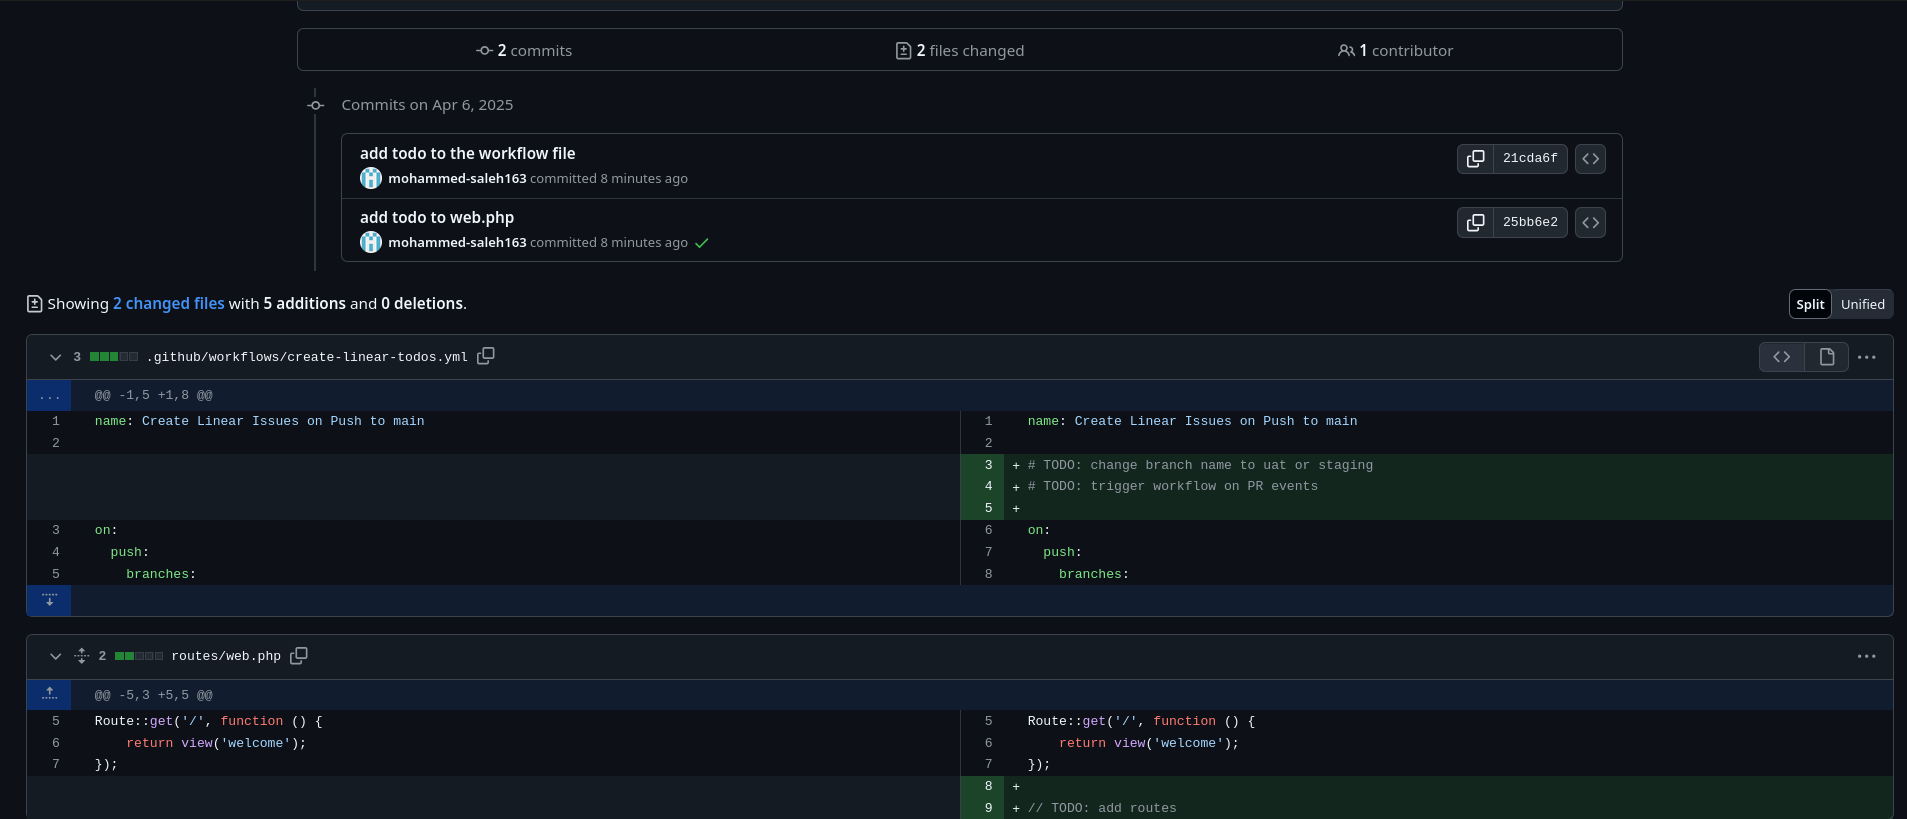 2 commits
2 files changed
1 contributor
Commits on Apr 6, 2025
add todo to the workflow file
21cda6f
mohammed-saleh163 committed 8 minutes ago
add todo to web.php
25bb6e2
mohammed-saleh163 committed 8 minutes ago
Showing 2 changed files with 5 additions and 0 deletions.
Split Unified
3 .github/workflows/create-linear-todos.yml
... @@ -1,5 +1,8 @@
1 name: Create Linear Issues on Push to main
2
3 on:
4 push:
5 branches:
1 name: Create Linear Issues on Push to main
2
3 + # TODO: change branch name to uat or staging
4 + # TODO: trigger workflow on PR events
5 +
6 on:
7 push:
8 branches:
2 routes/web.php
@@ -5,3 +5,5 @@
5 Route::get('/', function () {
6 return view('welcome');
7 });
5 Route::get('/', function () {
6 return view('welcome');
7 });
8 +
9 + // TODO: add routes